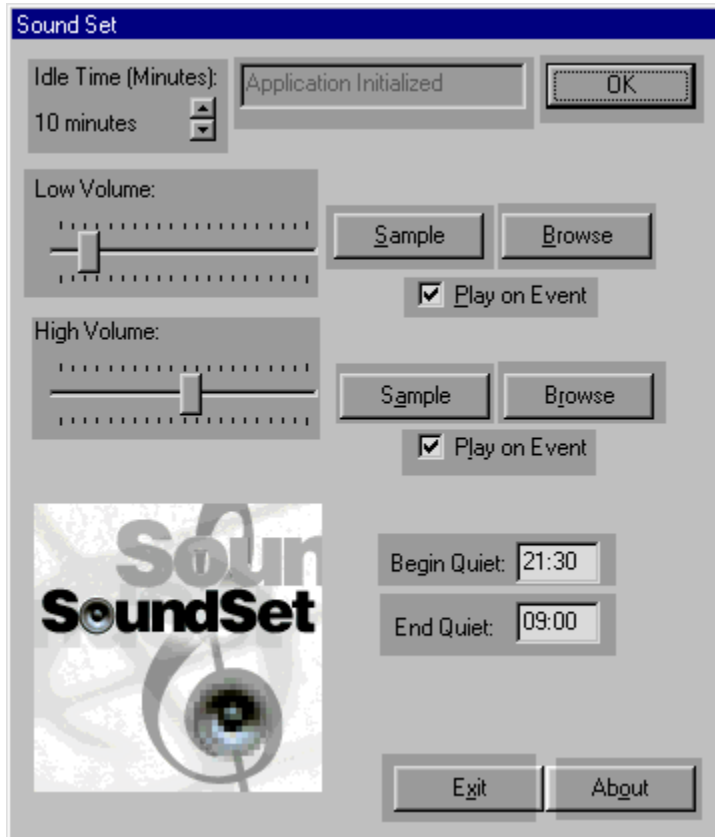 Sound Set
Idle Time (Minutes):
10 minutes
Application Initialized
OK
Low Volume:
Sample
Browse
Play on Event
High Volume:
Sample
Browse
Play on Event
Soun
SoundSet
Begin Quiet: 21:30
End Quiet: 09:00
Exit
About